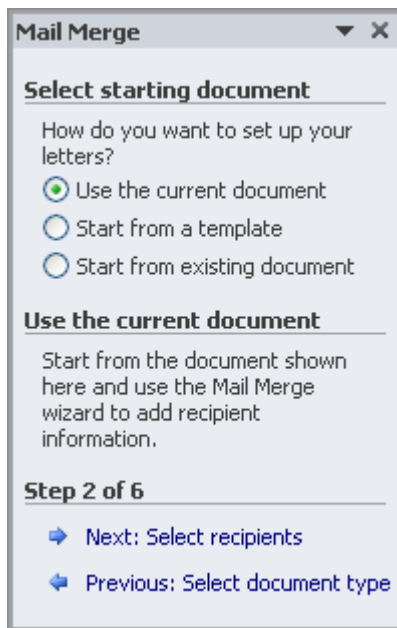 Mail Merge
Select starting document
How do you want to set up your
letters?
Use the current document
Start from a template
Start from existing document
Use the current document
Start from the document shown
here and use the Mail Merge
wizard to add recipient
information.
Step 2 of 6
Next: Select recipients
Previous: Select document type